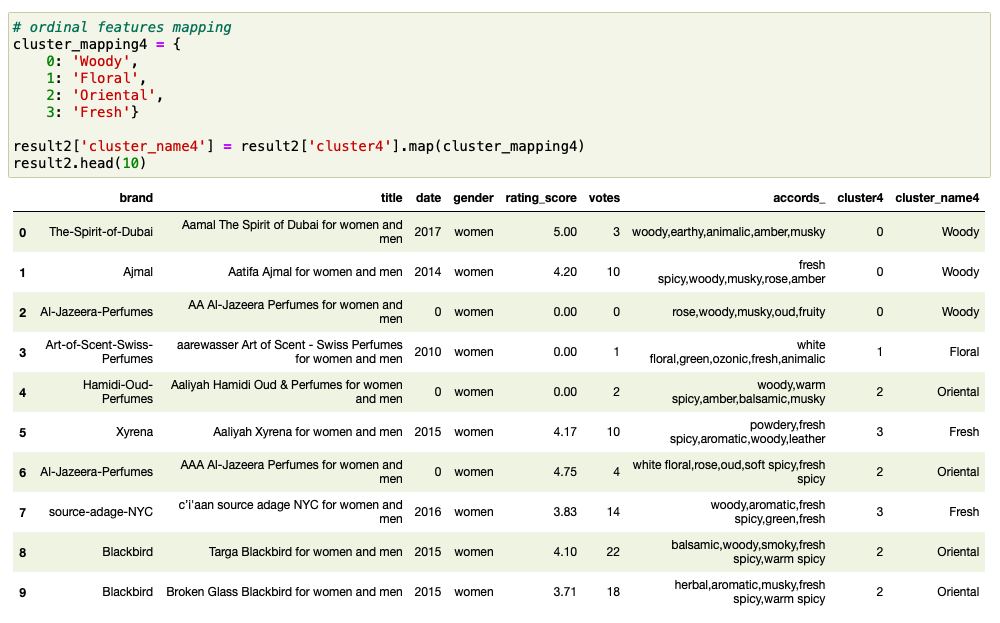 # ordinal features mapping
cluster_mapping4 = {
    0: 'Woody',
    1: 'Floral',
    2: 'Oriental',
    3: 'Fresh'}
result2['cluster_name4'] = result2['cluster4'].map(cluster_mapping4)
result2.head(10)
brand title date gender rating_score votes accords_ cluster4 cluster_name4
0 The-Spirit-of-Dubai Aamal The Spirit of Dubai for women and men 2017 women 5.00 3 woody,earthy,animalic,amber,musky 0 Woody
1 Ajmal Aatifa Ajmal for women and men 2014 women 4.20 10 fresh spicy,woody,musky,rose,amber 0 Woody
2 Al-Jazeera-Perfumes AA Al-Jazeera Perfumes for women and men 0 women 0.00 0 rose,woody,musky,oud,fruity 0 Woody
3 Art-of-Scent-Swiss-Perfumes aarewasser Art of Scent - Swiss Perfumes for women and men 2010 women 0.00 1 white floral,green,ozonic,fresh,animalic 1 Floral
4 Hamidi-Oud-Perfumes Aaliyah Hamidi Oud & Perfumes for women and men 0 women 0.00 2 woody,warm spicy,amber,balsamic,musky 2 Oriental
5 Xyrena Aaliyah Xyrena for women and men 2015 women 4.17 10 powdery,fresh spicy,aromatic,woody,leather 3 Fresh
6 Al-Jazeera-Perfumes AAA Al-Jazeera Perfumes for women and men 0 women 4.75 4 white floral,rose,oud,soft spicy,fresh spicy 2 Oriental
7 source-adage-NYC c'i'aan source adage NYC for women and men 2016 women 3.83 14 woody,aromatic,fresh spicy,green,fresh 3 Fresh
8 Blackbird Targa Blackbird for women and men 2015 women 4.10 22 balsamic,woody,smoky,fresh spicy,warm spicy 2 Oriental
9 Blackbird Broken Glass Blackbird for women and men 2015 women 3.71 18 herbal,aromatic,musky,fresh spicy,warm spicy 2 Oriental